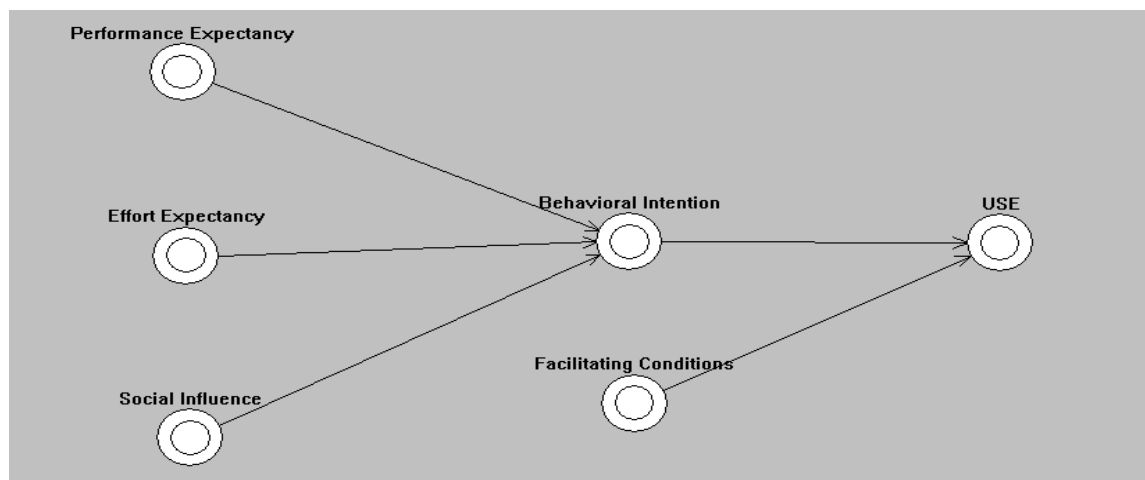 Performance Expectancy
Effort Expectancy
Behavioral Intention
USE
Social Influence
Facilitating Conditions